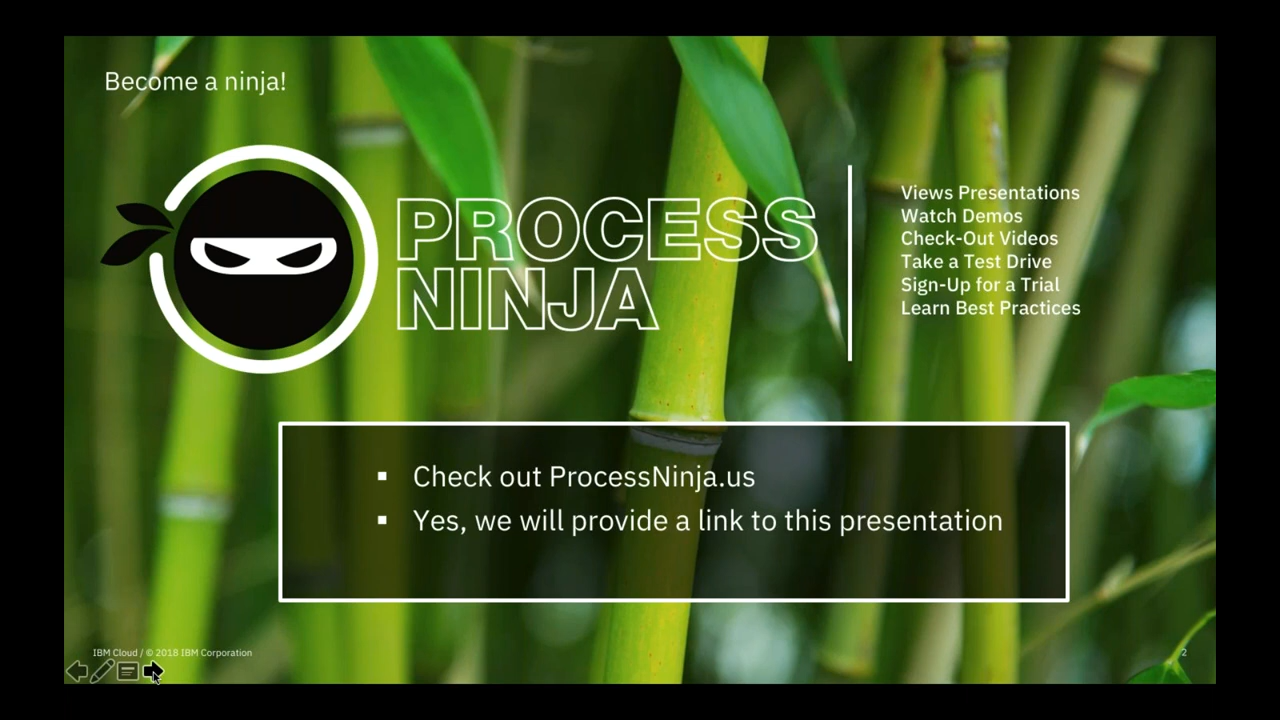 Become a ninja!
PROCESS
NINJA
Views Presentations
Watch Demos
Check-Out Videos
Take a Test Drive
Sign-Up for a Trial
Learn Best Practices
▪ Check out ProcessNinja.us
▪ Yes, we will provide a link to this presentation
IBM Cloud / © 2018 IBM Corporation
2